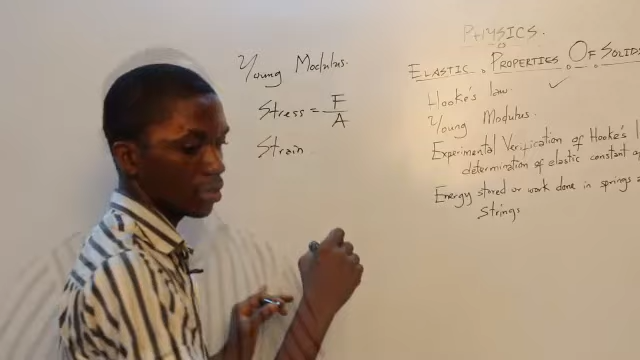 Young Modulus.
Stress = F/A
Strain
PHYSICS.
ELASTIC PROPERTIES OF SOLIDS
Hooke's law
Young Modulus.
Experimental Verification of Hooke's
determination of elastic constant
Energy stored or work done in springs
strings